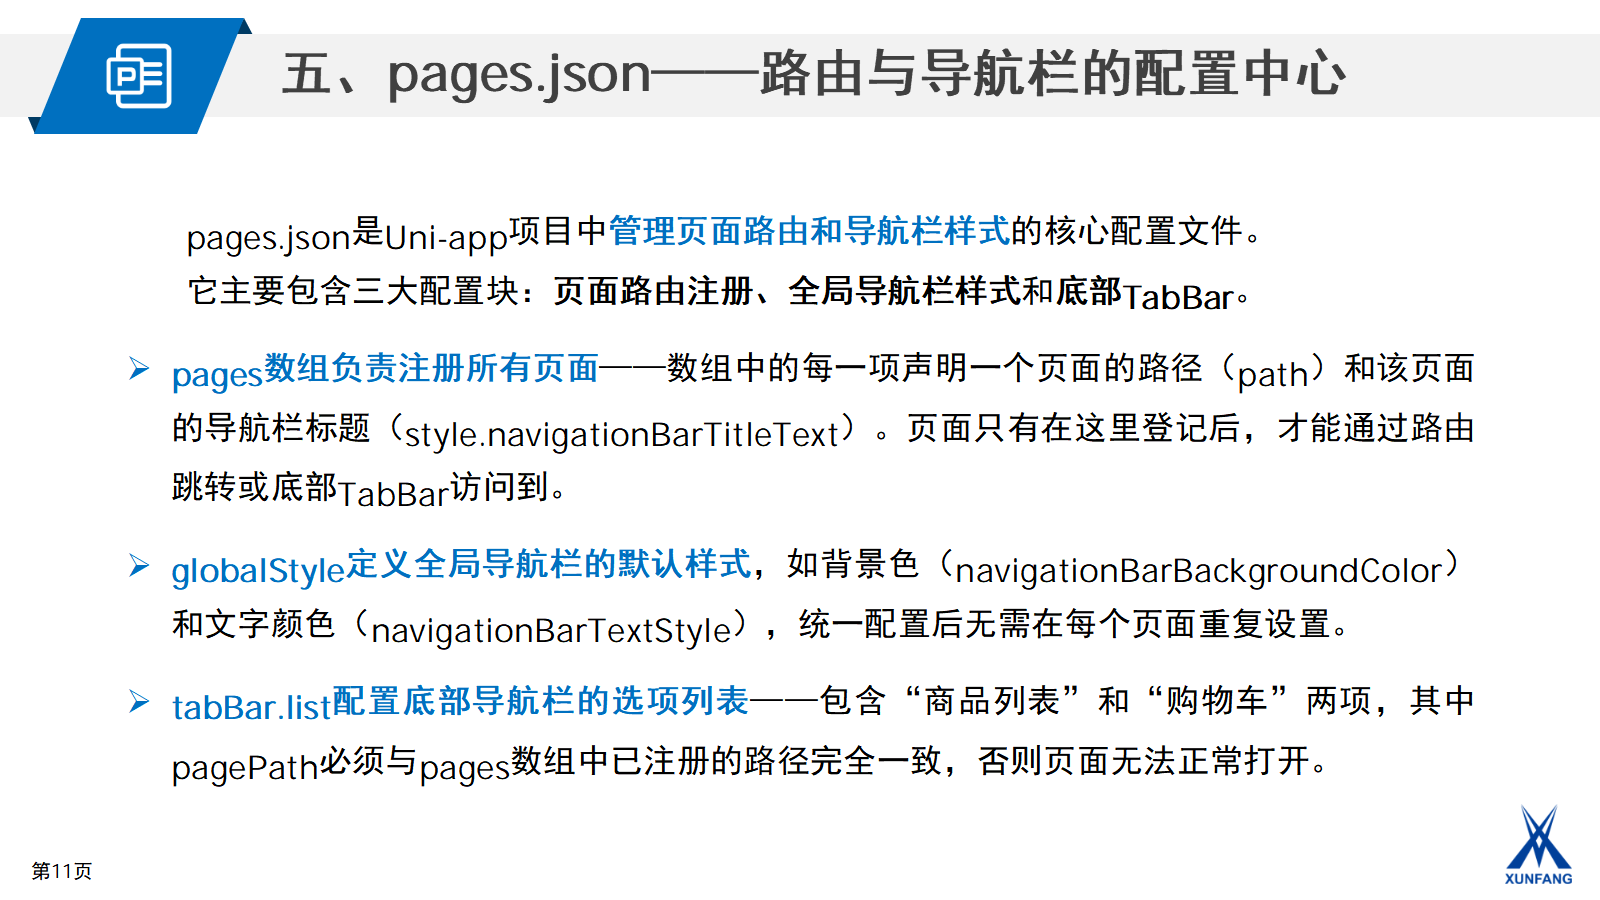 五、pages.json——路由与导航栏的配置中心
pages.json是Uni-app项目中管理页面路由和导航栏样式的核心配置文件。
它主要包含三大配置块：页面路由注册、全局导航栏样式和底部TabBar。
pages数组负责注册所有页面——数组中的每一项声明一个页面的路径（path）和该页面
的导航栏标题（style.navigationBarTitleText）。页面只有在这里登记后，才能通过路由
跳转或底部TabBar访问到。
globalStyle定义全局导航栏的默认样式，如背景色（navigationBarBackgroundColor）
和文字颜色（navigationBarTextStyle），统一配置后无需在每个页面重复设置。
tabBar.list配置底部导航栏的选项列表——包含“商品列表”和“购物车”两项，其中
pagePath必须与pages数组中已注册的路径完全一致，否则页面无法正常打开。
第11页
XUNFANG